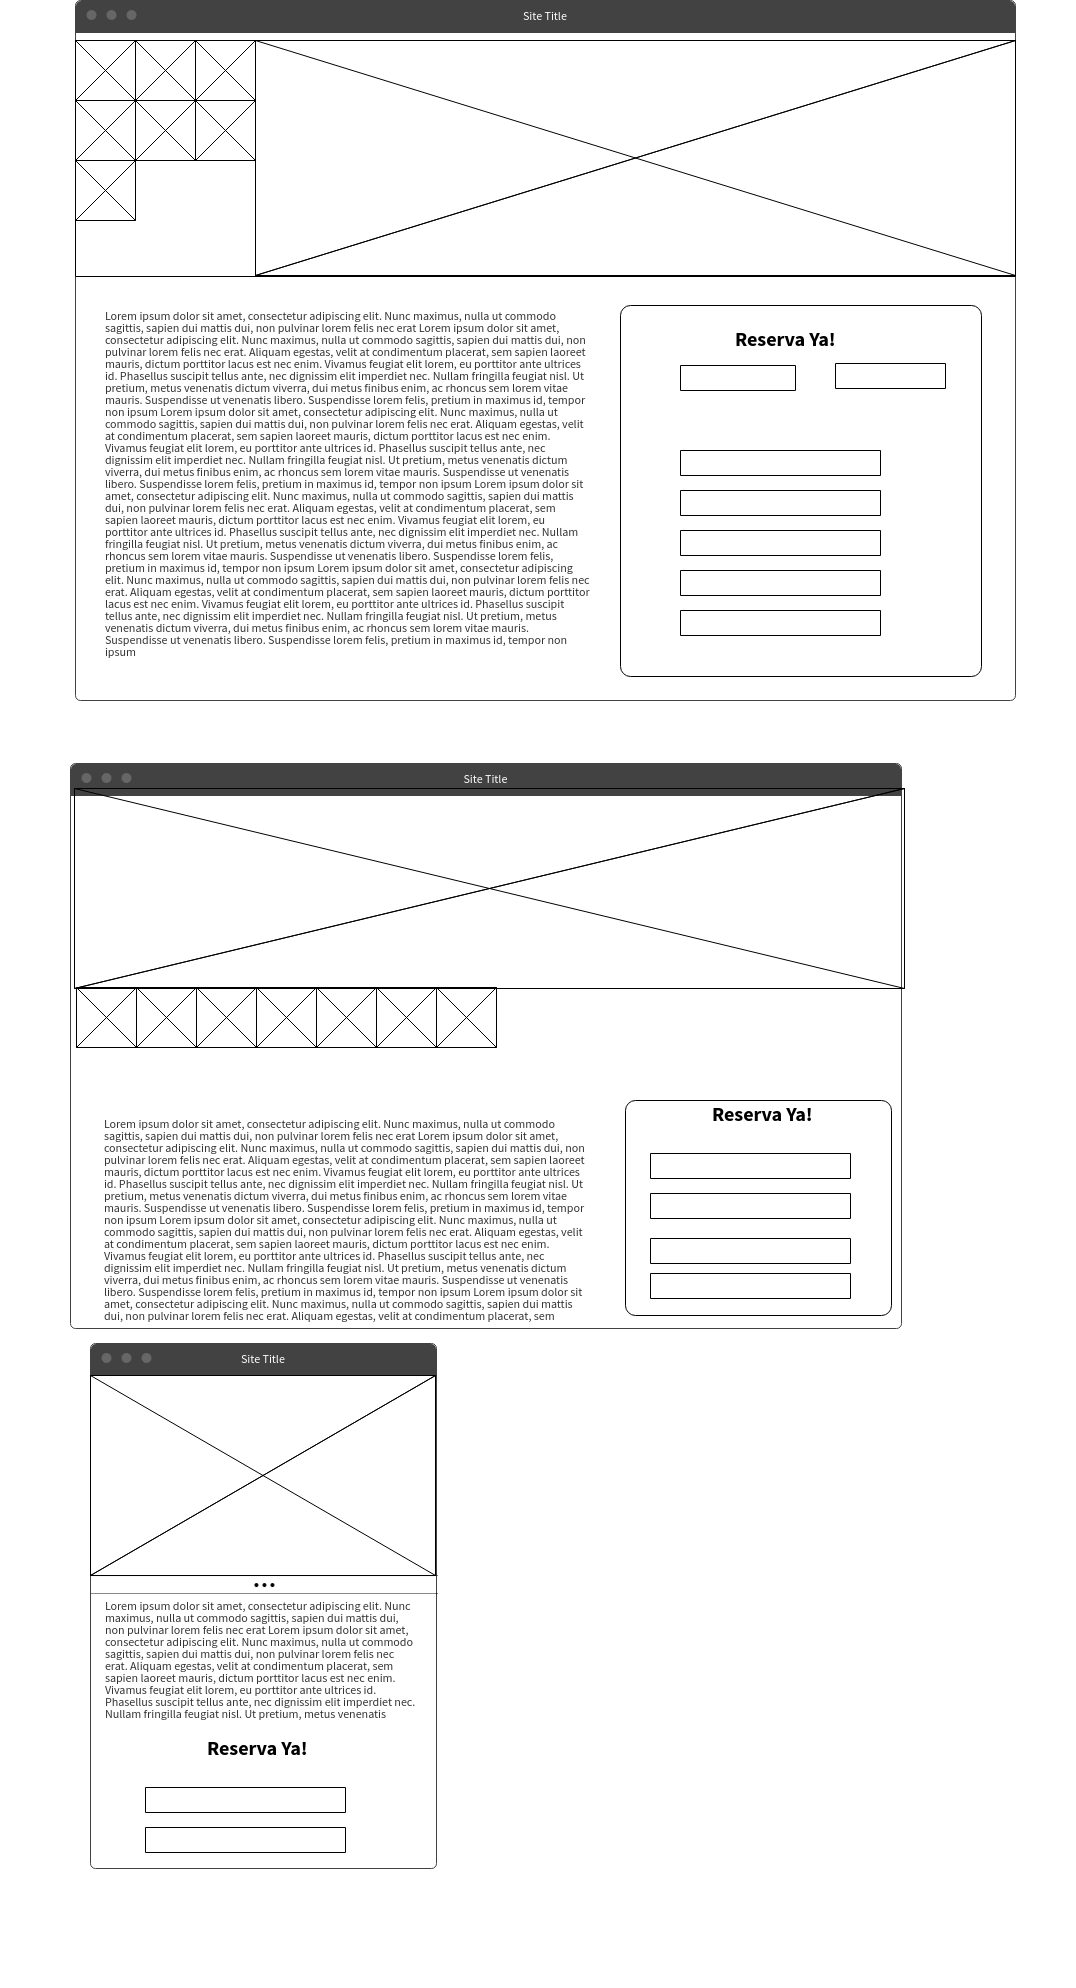 Site Title
Lorem ipsum dolor sit amet, consectetur adipiscing elit. Nunc maximus, nulla ut commodo
sagittis, sapien dui mattis dui, non pulvinar lorem felis nec erat Lorem ipsum dolor sit amet,
consectetur adipiscing elit. Nunc maximus, nulla ut commodo sagittis, sapien dui mattis dui, non
pulvinar lorem felis nec erat. Aliquam egestas, velit at condimentum placerat, sem sapien laoreet
mauris, dictum porttitor lacus est nec enim. Vivamus feugiat elit lorem, eu porttitor ante ultrices
id. Phasellus suscipit tellus ante, nec dignissim elit imperdiet nec. Nullam fringilla feugiat nisl. Ut
pretium, metus venenatis dictum viverra, dui metus finibus enim, ac rhoncus sem lorem vitae
mauris. Suspendisse ut venenatis libero. Suspendisse lorem felis, pretium in maximus id, tempor
non ipsum Lorem ipsum dolor sit amet, consectetur adipiscing elit. Nunc maximus, nulla ut
commodo sagittis, sapien dui mattis dui, non pulvinar lorem felis nec erat. Aliquam egestas, velit
at condimentum placerat, sem sapien laoreet mauris, dictum porttitor lacus est nec enim.
Vivamus feugiat elit lorem, eu porttitor ante ultrices id. Phasellus suscipit tellus ante, nec
dignissim elit imperdiet nec. Nullam fringilla feugiat nisl. Ut pretium, metus venenatis dictum
viverra, dui metus finibus enim, ac rhoncus sem lorem vitae mauris. Suspendisse ut venenatis
libero. Suspendisse lorem felis, pretium in maximus id, tempor non ipsum Lorem ipsum dolor sit
amet, consectetur adipiscing elit. Nunc maximus, nulla ut commodo sagittis, sapien dui mattis
dui, non pulvinar lorem felis nec erat. Aliquam egestas, velit at condimentum placerat, sem
sapien laoreet mauris, dictum porttitor lacus est nec enim. Vivamus feugiat elit lorem, eu
porttitor ante ultrices id. Phasellus suscipit tellus ante, nec dignissim elit imperdiet nec. Nullam
fringilla feugiat nisl. Ut pretium, metus venenatis dictum viverra, dui metus finibus enim, ac
rhoncus sem lorem vitae mauris. Suspendisse ut venenatis libero. Suspendisse lorem felis,
pretium in maximus id, tempor non ipsum Lorem ipsum dolor sit amet, consectetur adipiscing
elit. Nunc maximus, nulla ut commodo sagittis, sapien dui mattis dui, non pulvinar lorem felis nec
erat. Aliquam egestas, velit at condimentum placerat, sem sapien laoreet mauris, dictum porttitor
lacus est nec enim. Vivamus feugiat elit lorem, eu porttitor ante ultrices id. Phasellus suscipit
tellus ante, nec dignissim elit imperdiet nec. Nullam fringilla feugiat nisl. Ut pretium, metus
venenatis dictum viverra, dui metus finibus enim, ac rhoncus sem lorem vitae mauris.
Suspendisse ut venenatis libero. Suspendisse lorem felis, pretium in maximus id, tempor non
ipsum
Reserva Ya!
Site Title
Lorem ipsum dolor sit amet, consectetur adipiscing elit. Nunc maximus, nulla ut commodo
sagittis, sapien dui mattis dui, non pulvinar lorem felis nec erat Lorem ipsum dolor sit amet,
consectetur adipiscing elit. Nunc maximus, nulla ut commodo sagittis, sapien dui mattis dui, non
pulvinar lorem felis nec erat. Aliquam egestas, velit at condimentum placerat, sem sapien laoreet
mauris, dictum porttitor lacus est nec enim. Vivamus feugiat elit lorem, eu porttitor ante ultrices
id. Phasellus suscipit tellus ante, nec dignissim elit imperdiet nec. Nullam fringilla feugiat nisl. Ut
pretium, metus venenatis dictum viverra, dui metus finibus enim, ac rhoncus sem lorem vitae
mauris. Suspendisse ut venenatis libero. Suspendisse lorem felis, pretium in maximus id, tempor
non ipsum Lorem ipsum dolor sit amet, consectetur adipiscing elit. Nunc maximus, nulla ut
commodo sagittis, sapien dui mattis dui, non pulvinar lorem felis nec erat. Aliquam egestas, velit
at condimentum placerat, sem sapien laoreet mauris, dictum porttitor lacus est nec enim.
Vivamus feugiat elit lorem, eu porttitor ante ultrices id. Phasellus suscipit tellus ante, nec
dignissim elit imperdiet nec. Nullam fringilla feugiat nisl. Ut pretium, metus venenatis dictum
viverra, dui metus finibus enim, ac rhoncus sem lorem vitae mauris. Suspendisse ut venenatis
libero. Suspendisse lorem felis, pretium in maximus id, tempor non ipsum Lorem ipsum dolor sit
amet, consectetur adipiscing elit. Nunc maximus, nulla ut commodo sagittis, sapien dui mattis
dui, non pulvinar lorem felis nec erat. Aliquam egestas, velit at condimentum placerat, sem
Reserva Ya!
Site Title
Lorem ipsum dolor sit amet, consectetur adipiscing elit. Nunc
maximus, nulla ut commodo sagittis, sapien dui mattis dui,
non pulvinar lorem felis nec erat Lorem ipsum dolor sit amet,
consectetur adipiscing elit. Nunc maximus, nulla ut commodo
sagittis, sapien dui mattis dui, non pulvinar lorem felis nec
erat. Aliquam egestas, velit at condimentum placerat, sem
sapien laoreet mauris, dictum porttitor lacus est nec enim.
Vivamus feugiat elit lorem, eu porttitor ante ultrices id.
Phasellus suscipit tellus ante, nec dignissim elit imperdiet nec.
Nullam fringilla feugiat nisl. Ut pretium, metus venenatis
Reserva Ya!